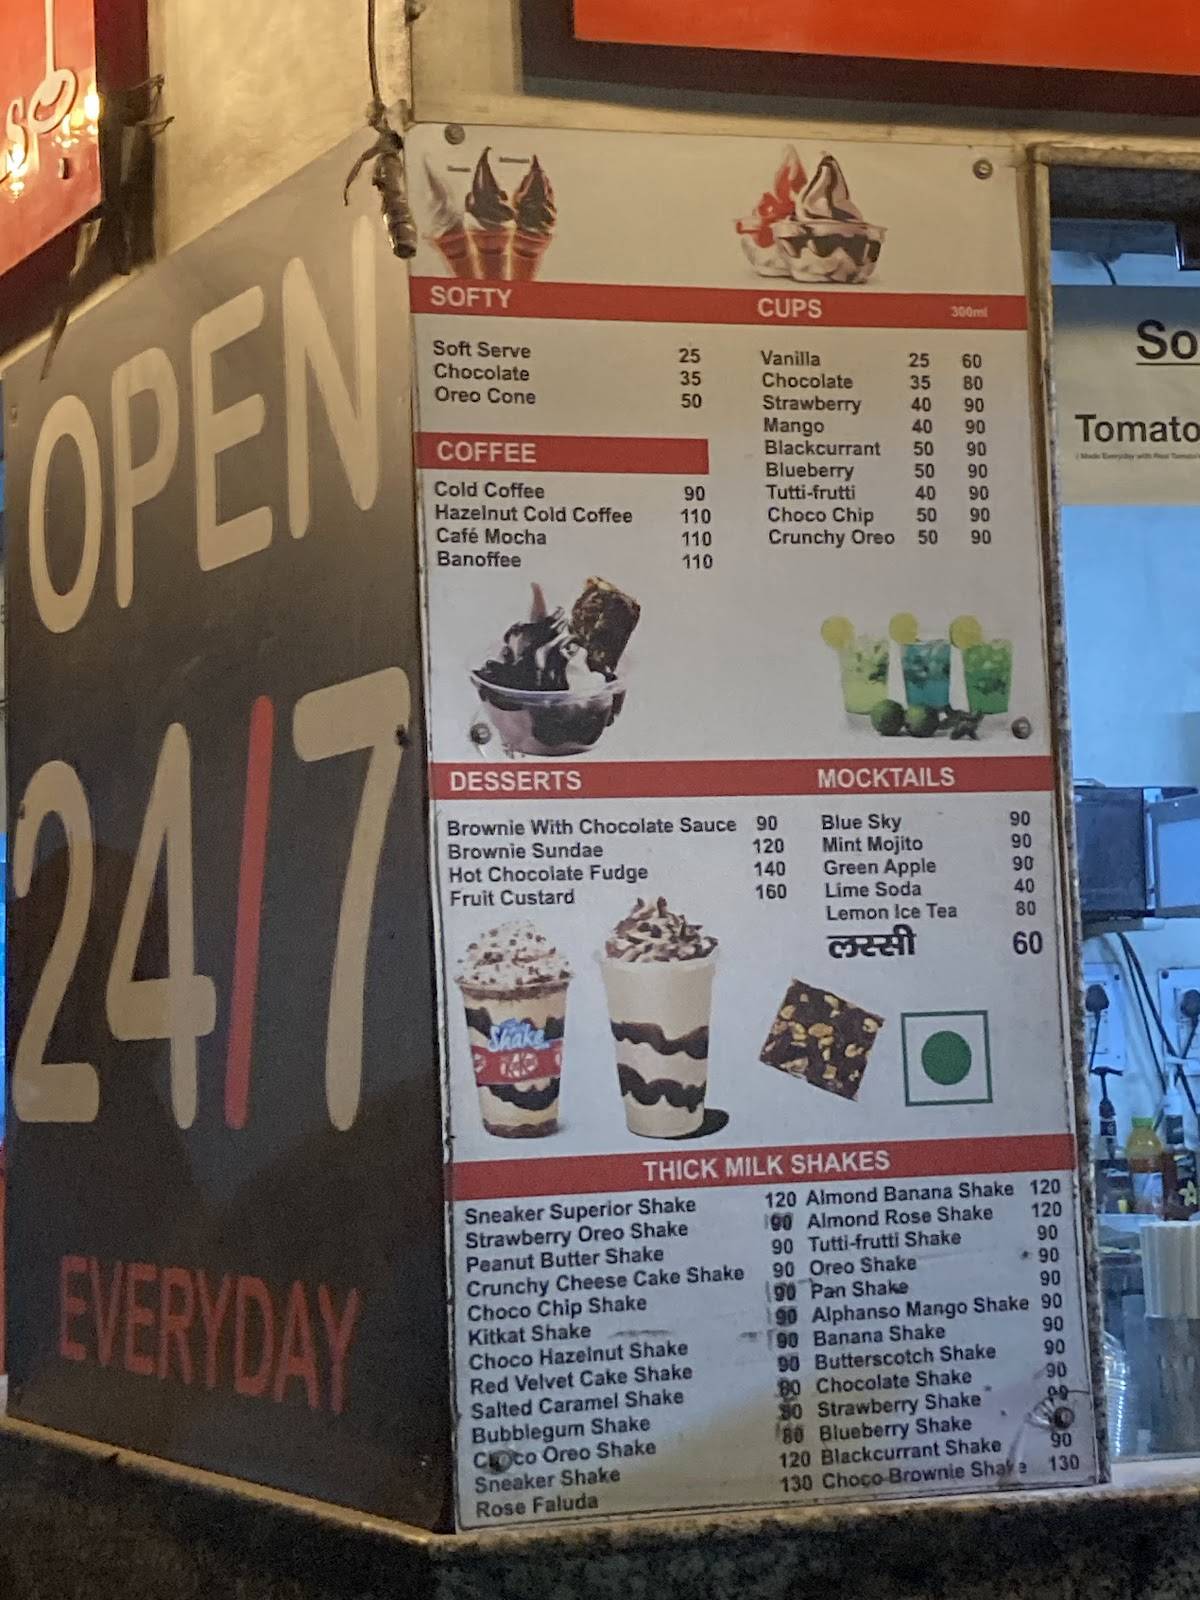 OPEN
24/7
EVERYDAY
SOFTY
Soft Serve 25
Chocolate 35
Oreo Cone 50
COFFEE
Cold Coffee 90
Hazelnut Cold Coffee 110
Café Mocha 110
Banoffee 110
CUPS 300ml
Vanilla 25 60
Chocolate 35 80
Strawberry 40 90
Mango 40 90
Blackcurrant 50 90
Blueberry 50 90
Tutti-frutti 40 90
Choco Chip 50 90
Crunchy Oreo 50 90
DESSERTS
Brownie With Chocolate Sauce 90
Brownie Sundae 120
Hot Chocolate Fudge 140
Fruit Custard 160
MOCKTAILS
Blue Sky 90
Mint Mojito 90
Green Apple 90
Lime Soda 40
Lemon Ice Tea 80
लस्सी 60
Shake
KitKat
THICK MILK SHAKES
Sneaker Superior Shake 120
Strawberry Oreo Shake 90
Peanut Butter Shake 90
Crunchy Cheese Cake Shake 90
Choco Chip Shake 90
Kitkat Shake 90
Choco Hazelnut Shake 90
Red Velvet Cake Shake 90
Salted Caramel Shake 80
Bubblegum Shake 80
Choco Oreo Shake 80
Sneaker Shake 120
Rose Faluda 130
Almond Banana Shake 120
Almond Rose Shake 120
Tutti-frutti Shake 90
Oreo Shake 90
Pan Shake 90
Alphanso Mango Shake 90
Banana Shake 90
Butterscotch Shake 90
Chocolate Shake 90
Strawberry Shake 90
Blueberry Shake
Blackcurrant Shake 90
Choco Brownie Shake 130
So
Tomato